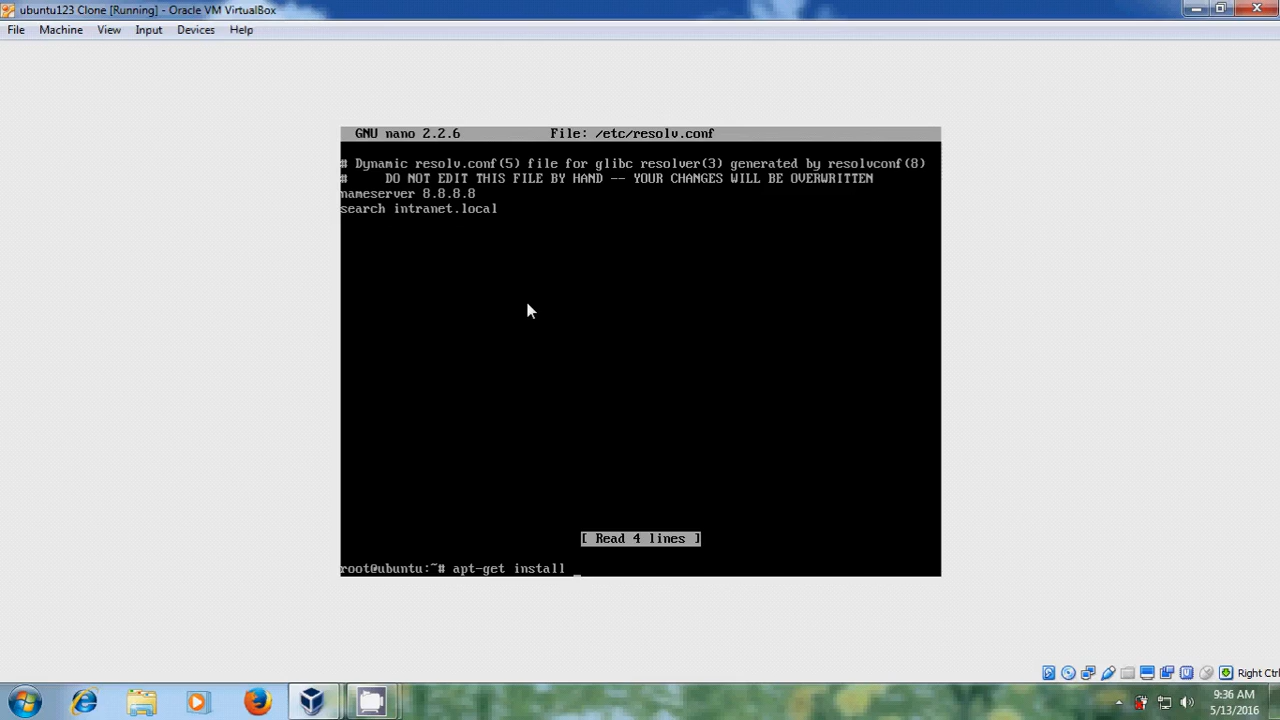 ubuntu123 Clone [Running] - Oracle VM VirtualBox
File Machine View Input Devices Help
GNU nano 2.2.6 File: /etc/resolv.conf
# Dynamic resolv.conf(5) file for glibc resolver(3) generated by resolvconf(8)
# DO NOT EDIT THIS FILE BY HAND -- YOUR CHANGES WILL BE OVERWRITTEN
nameserver 8.8.8.8
search intranet.local
[ Read 4 lines ]
root@ubuntu:~# apt-get install _
Right Ctrl
9:36 AM
5/13/2016